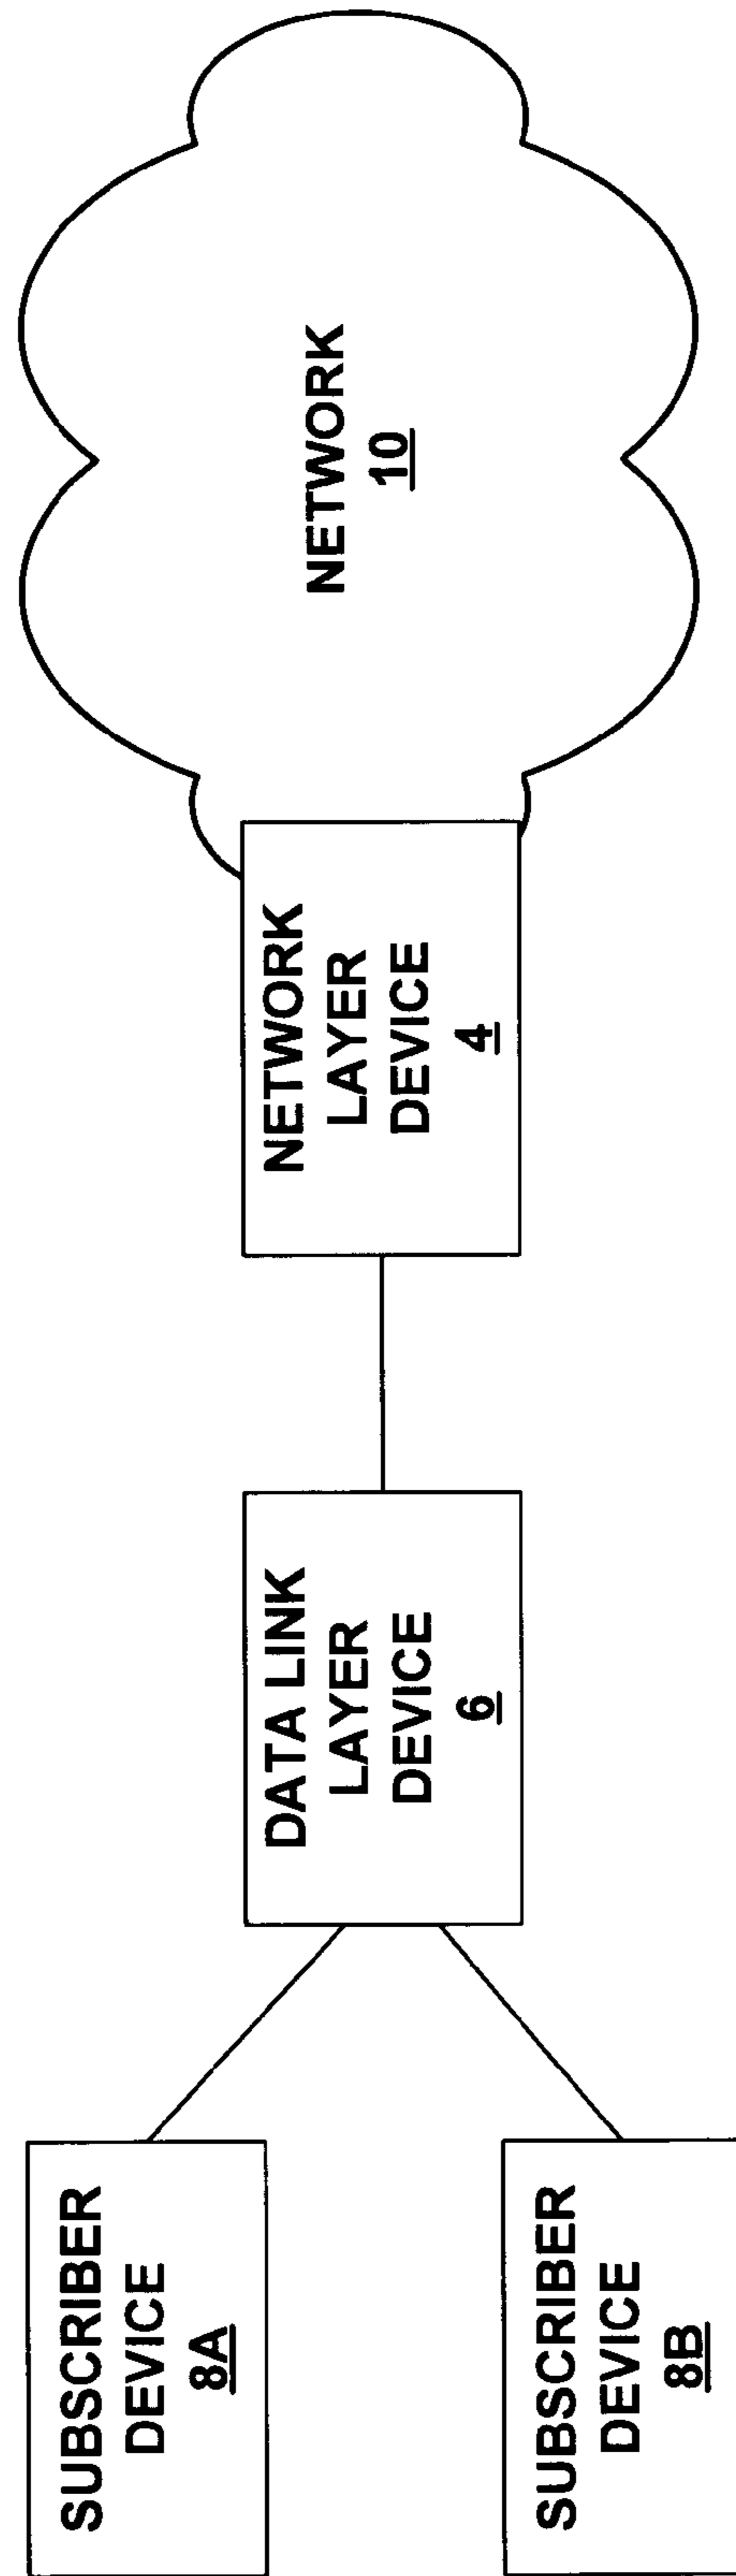 SUBSCRIBER
DEVICE
8A
SUBSCRIBER
DEVICE
8B
DATA LINK
LAYER
DEVICE
6
NETWORK
LAYER
DEVICE
4
NETWORK
10